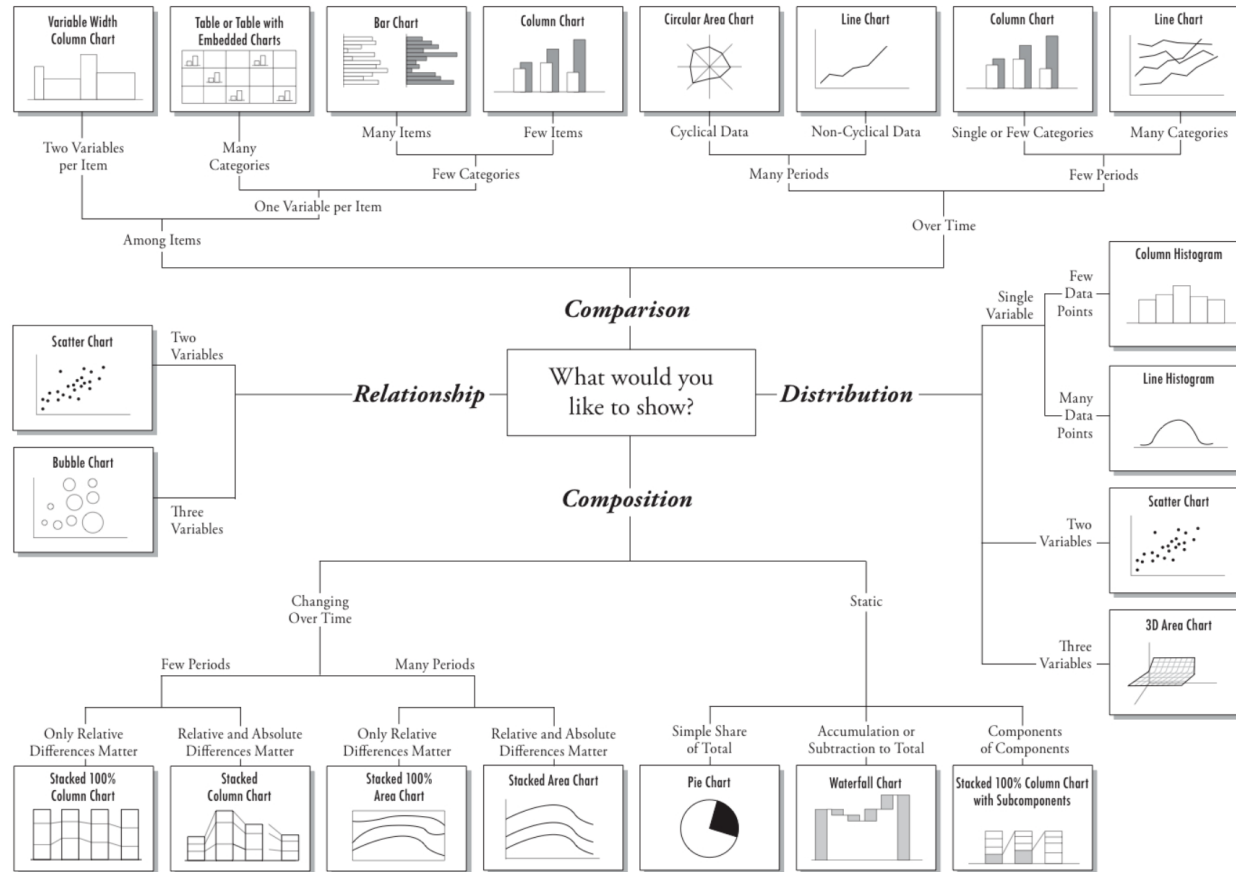 Variable Width
Column Chart
Table or Table with
Embedded Charts
Bar Chart
Column Chart
Circular Area Chart
Line Chart
Column Chart
Line Chart
Two Variables
per Item
Many
Categories
Many Items
Few Items
Cyclical Data
Non-Cyclical Data
Single or Few Categories
Many Categories
Few Categories
Many Periods
Few Periods
One Variable per Item
Over Time
Among Items
Comparison
Relationship
What would you
like to show?
Distribution
Composition
Two
Variables
Scatter Chart
Three
Variables
Bubble Chart
Single
Variable
Few
Data
Points
Column Histogram
Many
Data
Points
Line Histogram
Two
Variables
Scatter Chart
Three
Variables
3D Area Chart
Changing
Over Time
Static
Few Periods
Many Periods
Only Relative
Differences Matter
Relative and Absolute
Differences Matter
Only Relative
Differences Matter
Relative and Absolute
Differences Matter
Simple Share
of Total
Accumulation or
Subtraction to Total
Components
of Components
Stacked 100%
Column Chart
Stacked
Column Chart
Stacked 100%
Area Chart
Stacked Area Chart
Pie Chart
Waterfall Chart
Stacked 100% Column Chart
with Subcomponents